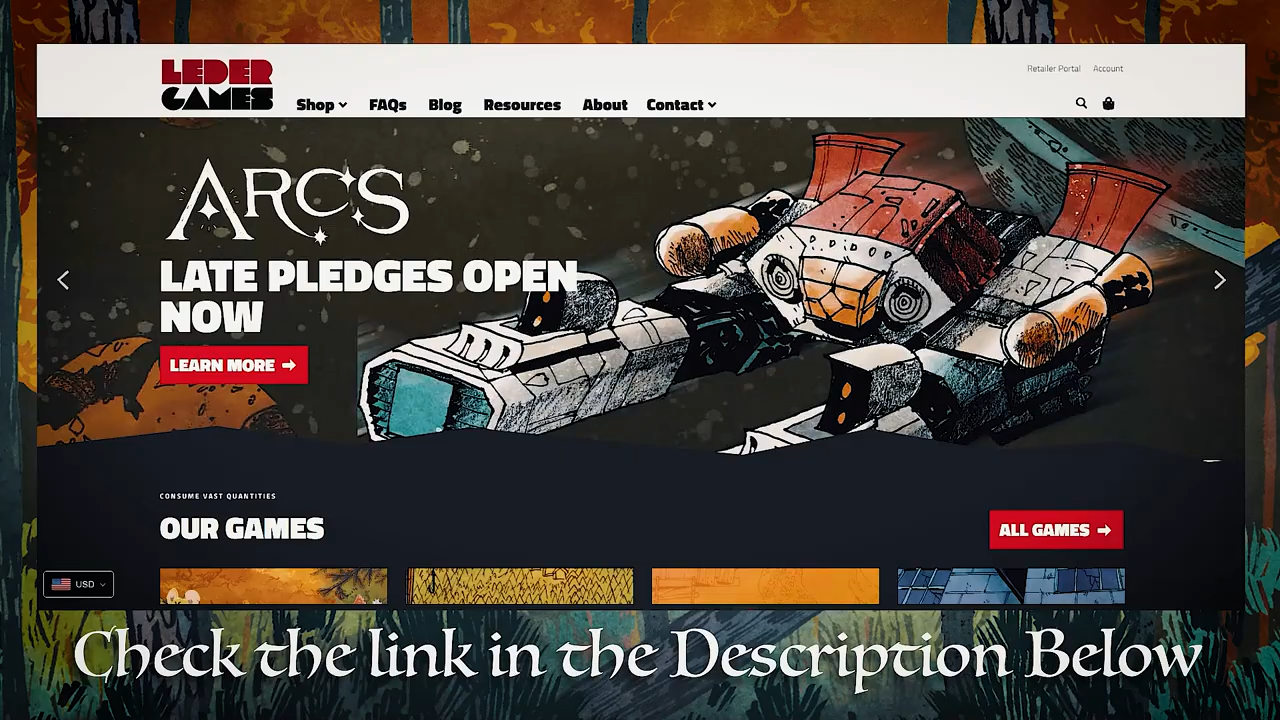 Retailer Portal Account
LEDER
GAMES
Shop FAQs Blog Resources About Contact
ARCS
LATE PLEDGES OPEN
NOW
LEARN MORE →
CONSUME VAST QUANTITIES
OUR GAMES
ALL GAMES →
USD
Check the link in the Description Below